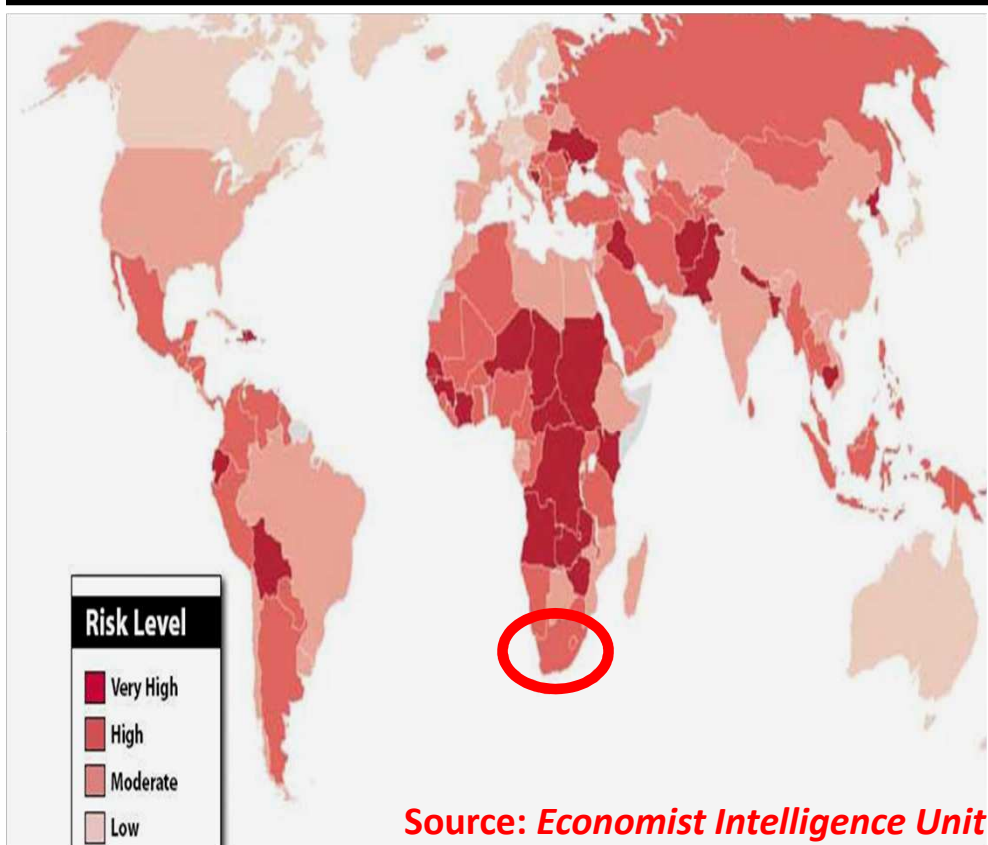 Risk Level
Very High
High
Moderate
Low
Source: Economist Intelligence Unit